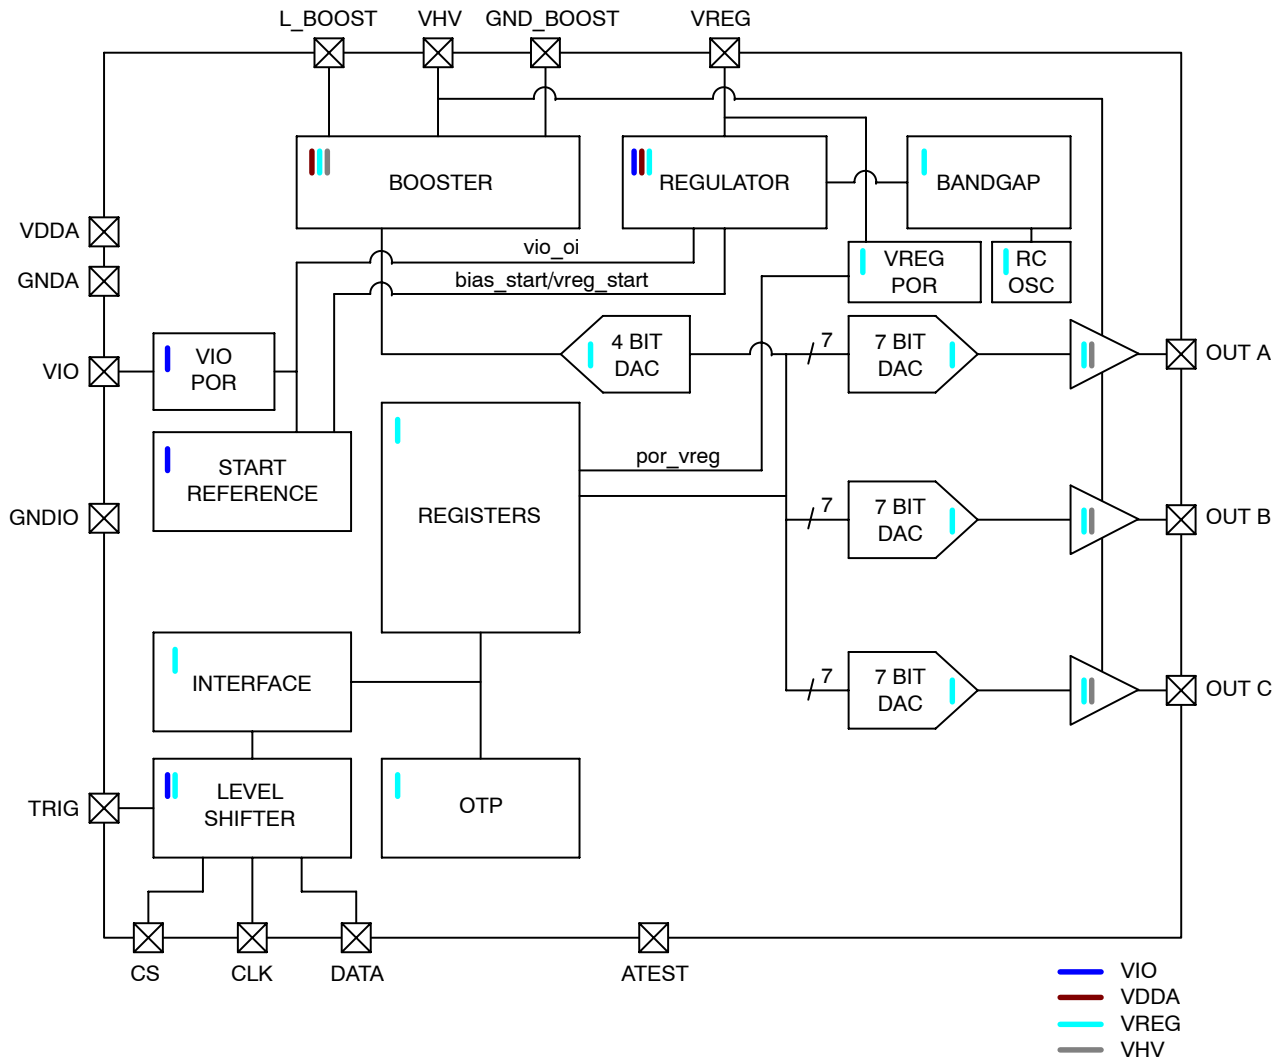 L_BOOST
VHV
GND_BOOST
VREG
BOOSTER
REGULATOR
BANDGAP
VDDA
vio_oi
VREG
POR
RC
OSC
GNDA
bias_start/vreg_start
VIO
VIO
POR
4 BIT
DAC
7
7 BIT
DAC
OUT A
START
REFERENCE
por_vreg
GNDIO
REGISTERS
7
7 BIT
DAC
OUT B
INTERFACE
7
7 BIT
DAC
OUT C
TRIG
LEVEL
SHIFTER
OTP
CS
CLK
DATA
ATEST
VIO
VDDA
VREG
VHV